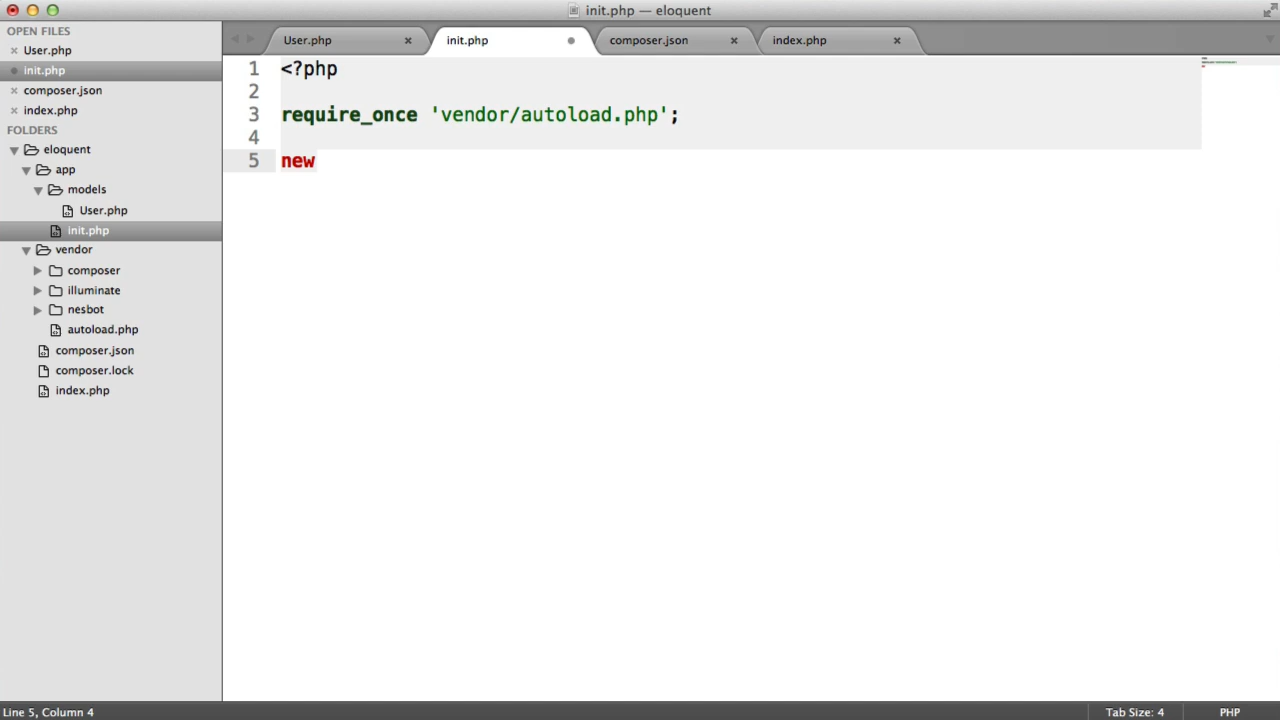 init.php — eloquent
OPEN FILES
User.php
init.php
composer.json
index.php
FOLDERS
eloquent
app
models
User.php
init.php
vendor
composer
illuminate
nesbot
autoload.php
composer.json
composer.lock
index.php
User.php
init.php
composer.json
index.php
1 <?php
2
3 require_once 'vendor/autoload.php';
4
5 new
Line 5, Column 4
Tab Size: 4
PHP